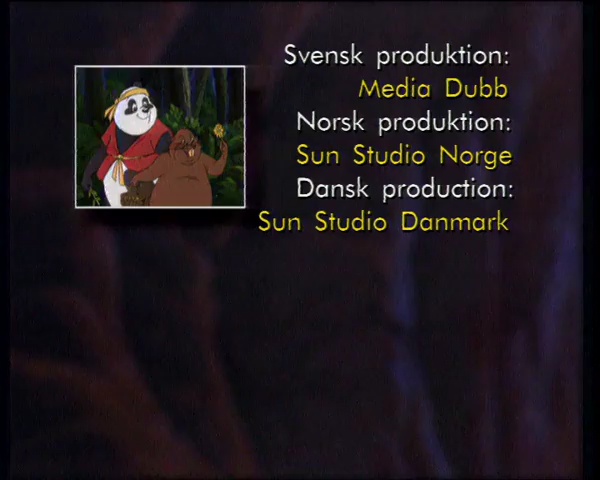 Svensk produktion:
Media Dubb
Norsk produktion:
Sun Studio Norge
Dansk production:
Sun Studio Danmark